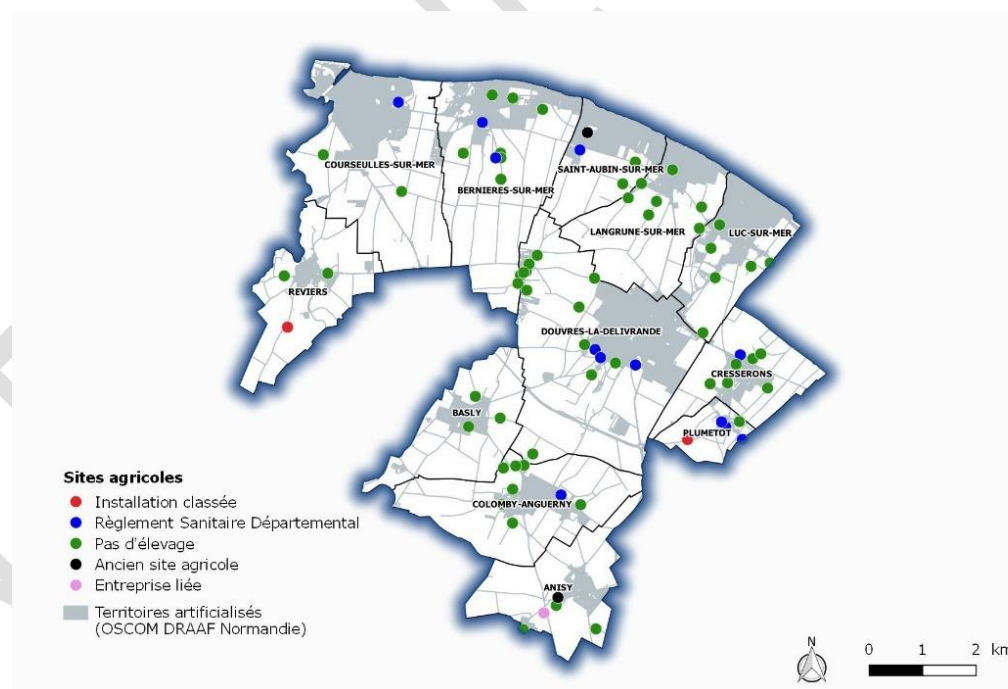 COURSEULLES-SUR-MER
BERNIERES-SUR-MER
SAINT-AUBIN-SUR-MER
LANGRUNE-SUR-MER
LUC-SUR-MER
REVIERS
DOUVRES-LA-DELIVRANDE
CRESSERONS
BASLY
PLUMETOT
COLOMBY-ANGUERNY
ANISY
Sites agricoles
Installation classée
Règlement Sanitaire Départemental
Pas d'élevage
Ancien site agricole
Entreprise liée
Territoires artificialisés
(OSCOM DRAAF Normandie)
N
0 1 2 km